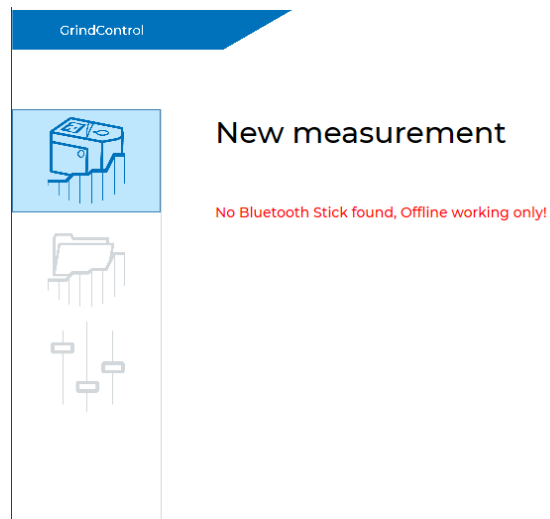 GrindControl
New measurement
No Bluetooth Stick found, Offline working only!